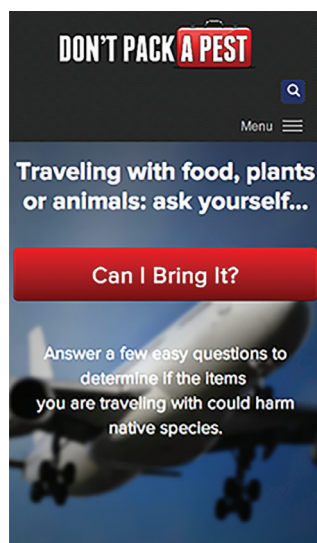 DON'T PACK A PEST
Menu
Traveling with food, plants
or animals: ask yourself...
Can I Bring It?
Answer a few easy questions to
determine if the items
you are traveling with could harm
native species.